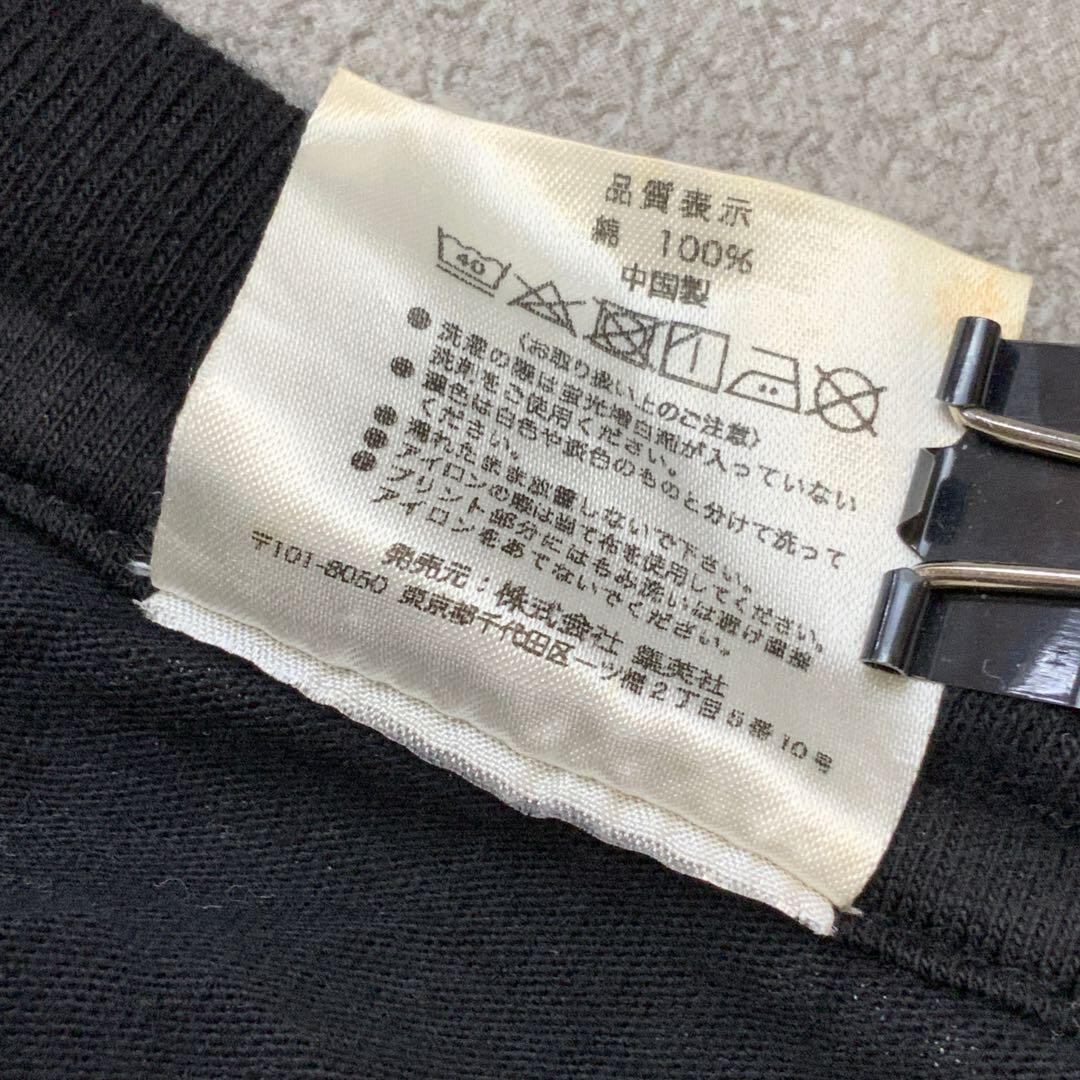 品質表示
綿 100%
中国製
40
〈お取り扱い上のご注意〉
● 洗濯の際は蛍光増白剤が入っていない
洗剤をご使用ください。
● 濃色は白色や淡色のものと分けて洗って
ください。
● 濡れたまま放置しないで下さい。
● アイロンの際は当て布を使用してください。
プリント部分にはもみ洗いは避け直接
アイロンをあてないでください。
発売元:株式会社 集英社
〒101-8050 東京都千代田区一ツ橋2丁目5番10号